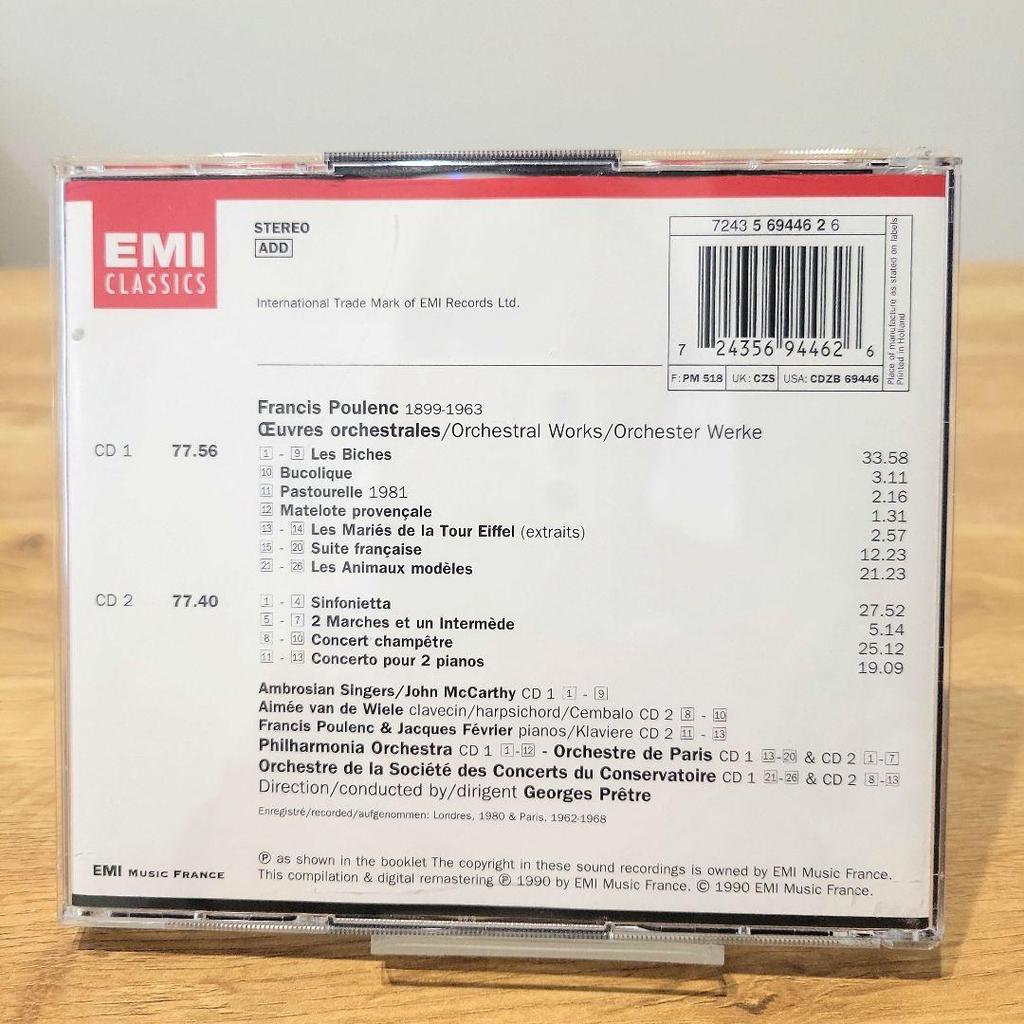 EMI
CLASSICS
STEREO
ADD
International Trade Mark of EMI Records Ltd.
7243 5 69446 2 6
7 24356 94462 6
F: PM 518 UK: CZS USA: CDZB 69446
Place of manufacture as stated on labels
Printed in Holland
Francis Poulenc 1899-1963
Œuvres orchestrales/Orchestral Works/Orchester Werke
CD 1 77.56
1 - 9 Les Biches 33.58
10 Bucolique 3.11
11 Pastourelle 1981 2.16
12 Matelote provençale 1.31
13 - 14 Les Mariés de la Tour Eiffel (extraits) 2.57
15 - 20 Suite française 12.23
21 - 26 Les Animaux modèles 21.23
CD 2 77.40
1 - 4 Sinfonietta 27.52
5 - 7 2 Marches et un Intermède 5.14
8 - 10 Concert champêtre 25.12
11 - 13 Concerto pour 2 pianos 19.09
Ambrosian Singers/John McCarthy CD 1 1 - 9
Aimée van de Wiele clavecin/harpsichord/Cembalo CD 2 8 - 10
Francis Poulenc & Jacques Février pianos/Klaviere CD 2 11 - 13
Philharmonia Orchestra CD 1 1-12 - Orchestre de Paris CD 1 13-20 & CD 2 1-7
Orchestre de la Société des Concerts du Conservatoire CD 1 21-26 & CD 2 8-13
Direction/conducted by/dirigent Georges Prêtre
Enregistré/recorded/aufgenommen: Londres, 1980 & Paris, 1962-1968
℗ as shown in the booklet The copyright in these sound recordings is owned by EMI Music France.
This compilation & digital remastering ℗ 1990 by EMI Music France. © 1990 EMI Music France.
EMI MUSIC FRANCE